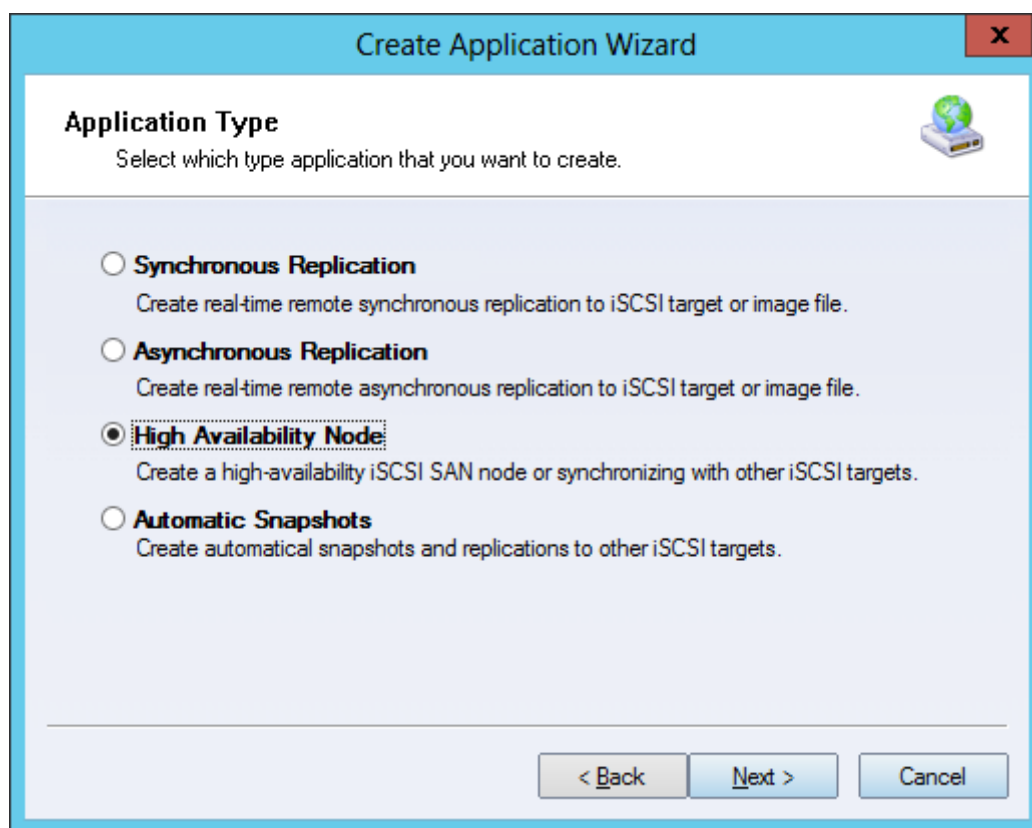 Create Application Wizard
x
Application Type
Select which type application that you want to create.
Synchronous Replication
Create real-time remote synchronous replication to iSCSI target or image file.
Asynchronous Replication
Create real-time remote asynchronous replication to iSCSI target or image file.
High Availability Node
Create a high-availability iSCSI SAN node or synchronizing with other iSCSI targets.
Automatic Snapshots
Create automatical snapshots and replications to other iSCSI targets.
< Back
Next >
Cancel